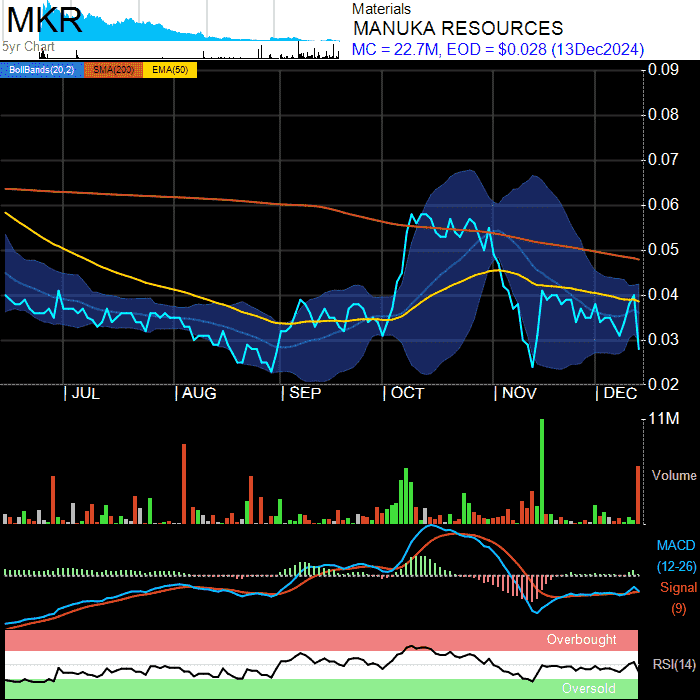 MKR
5yr Chart
Materials
MANUKA RESOURCES
MC = 22.7M, EOD = $0.028 (13Dec2024)
BollBands(20,2) SMA(200) EMA(50)
0.09
0.08
0.07
0.06
0.05
0.04
0.03
0.02
JUL AUG SEP OCT NOV DEC
11M
Volume
MACD
(12-26)
Signal
(9)
Overbought
RSI(14)
Oversold